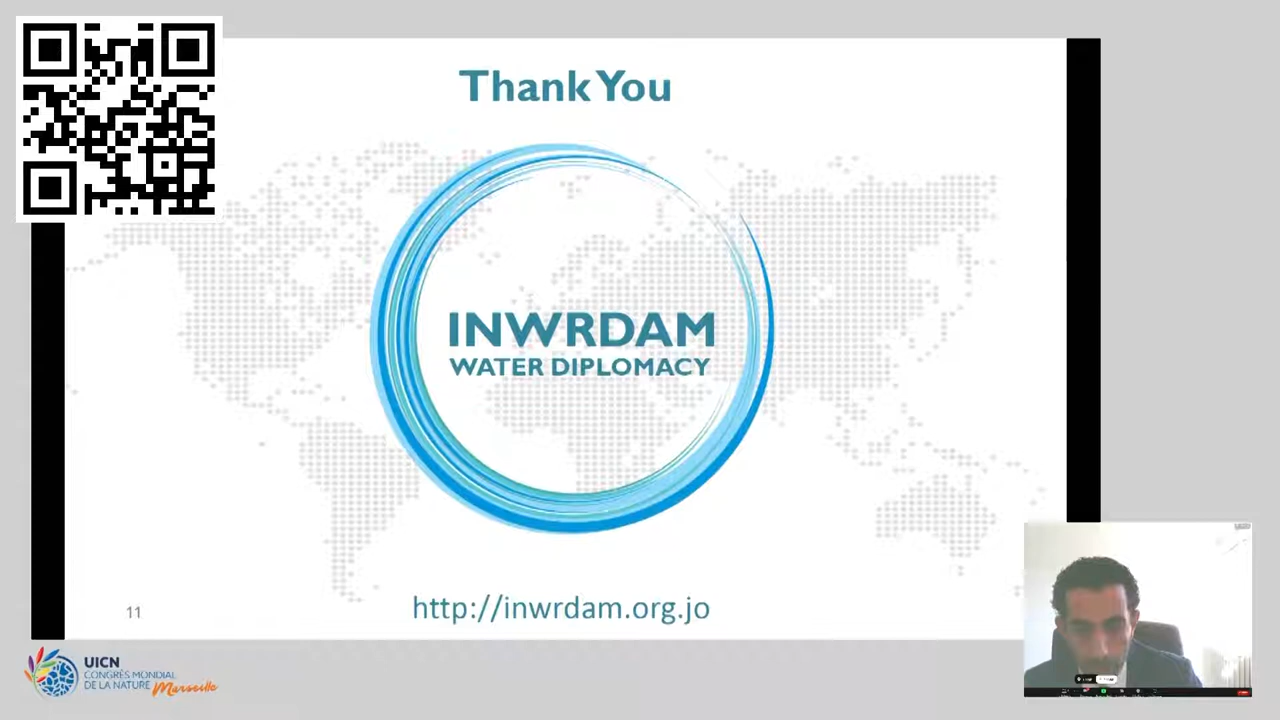 Thank You
INWRDAM
WATER DIPLOMACY
11
http://inwrdam.org.jo
UICN
CONGRÈS MONDIAL
DE LA NATURE
Marseille